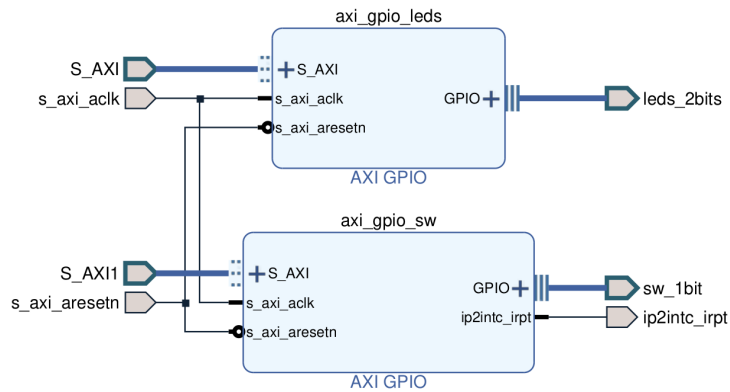 axi_gpio_leds
S_AXI
S_AXI
s_axi_aclk
s_axi_aclk
GPIO
leds_2bits
s_axi_aresetn
AXI GPIO
axi_gpio_sw
S_AXI1
S_AXI
GPIO
sw_1bit
s_axi_aresetn
s_axi_aclk
ip2intc_irpt
ip2intc_irpt
s_axi_aresetn
AXI GPIO